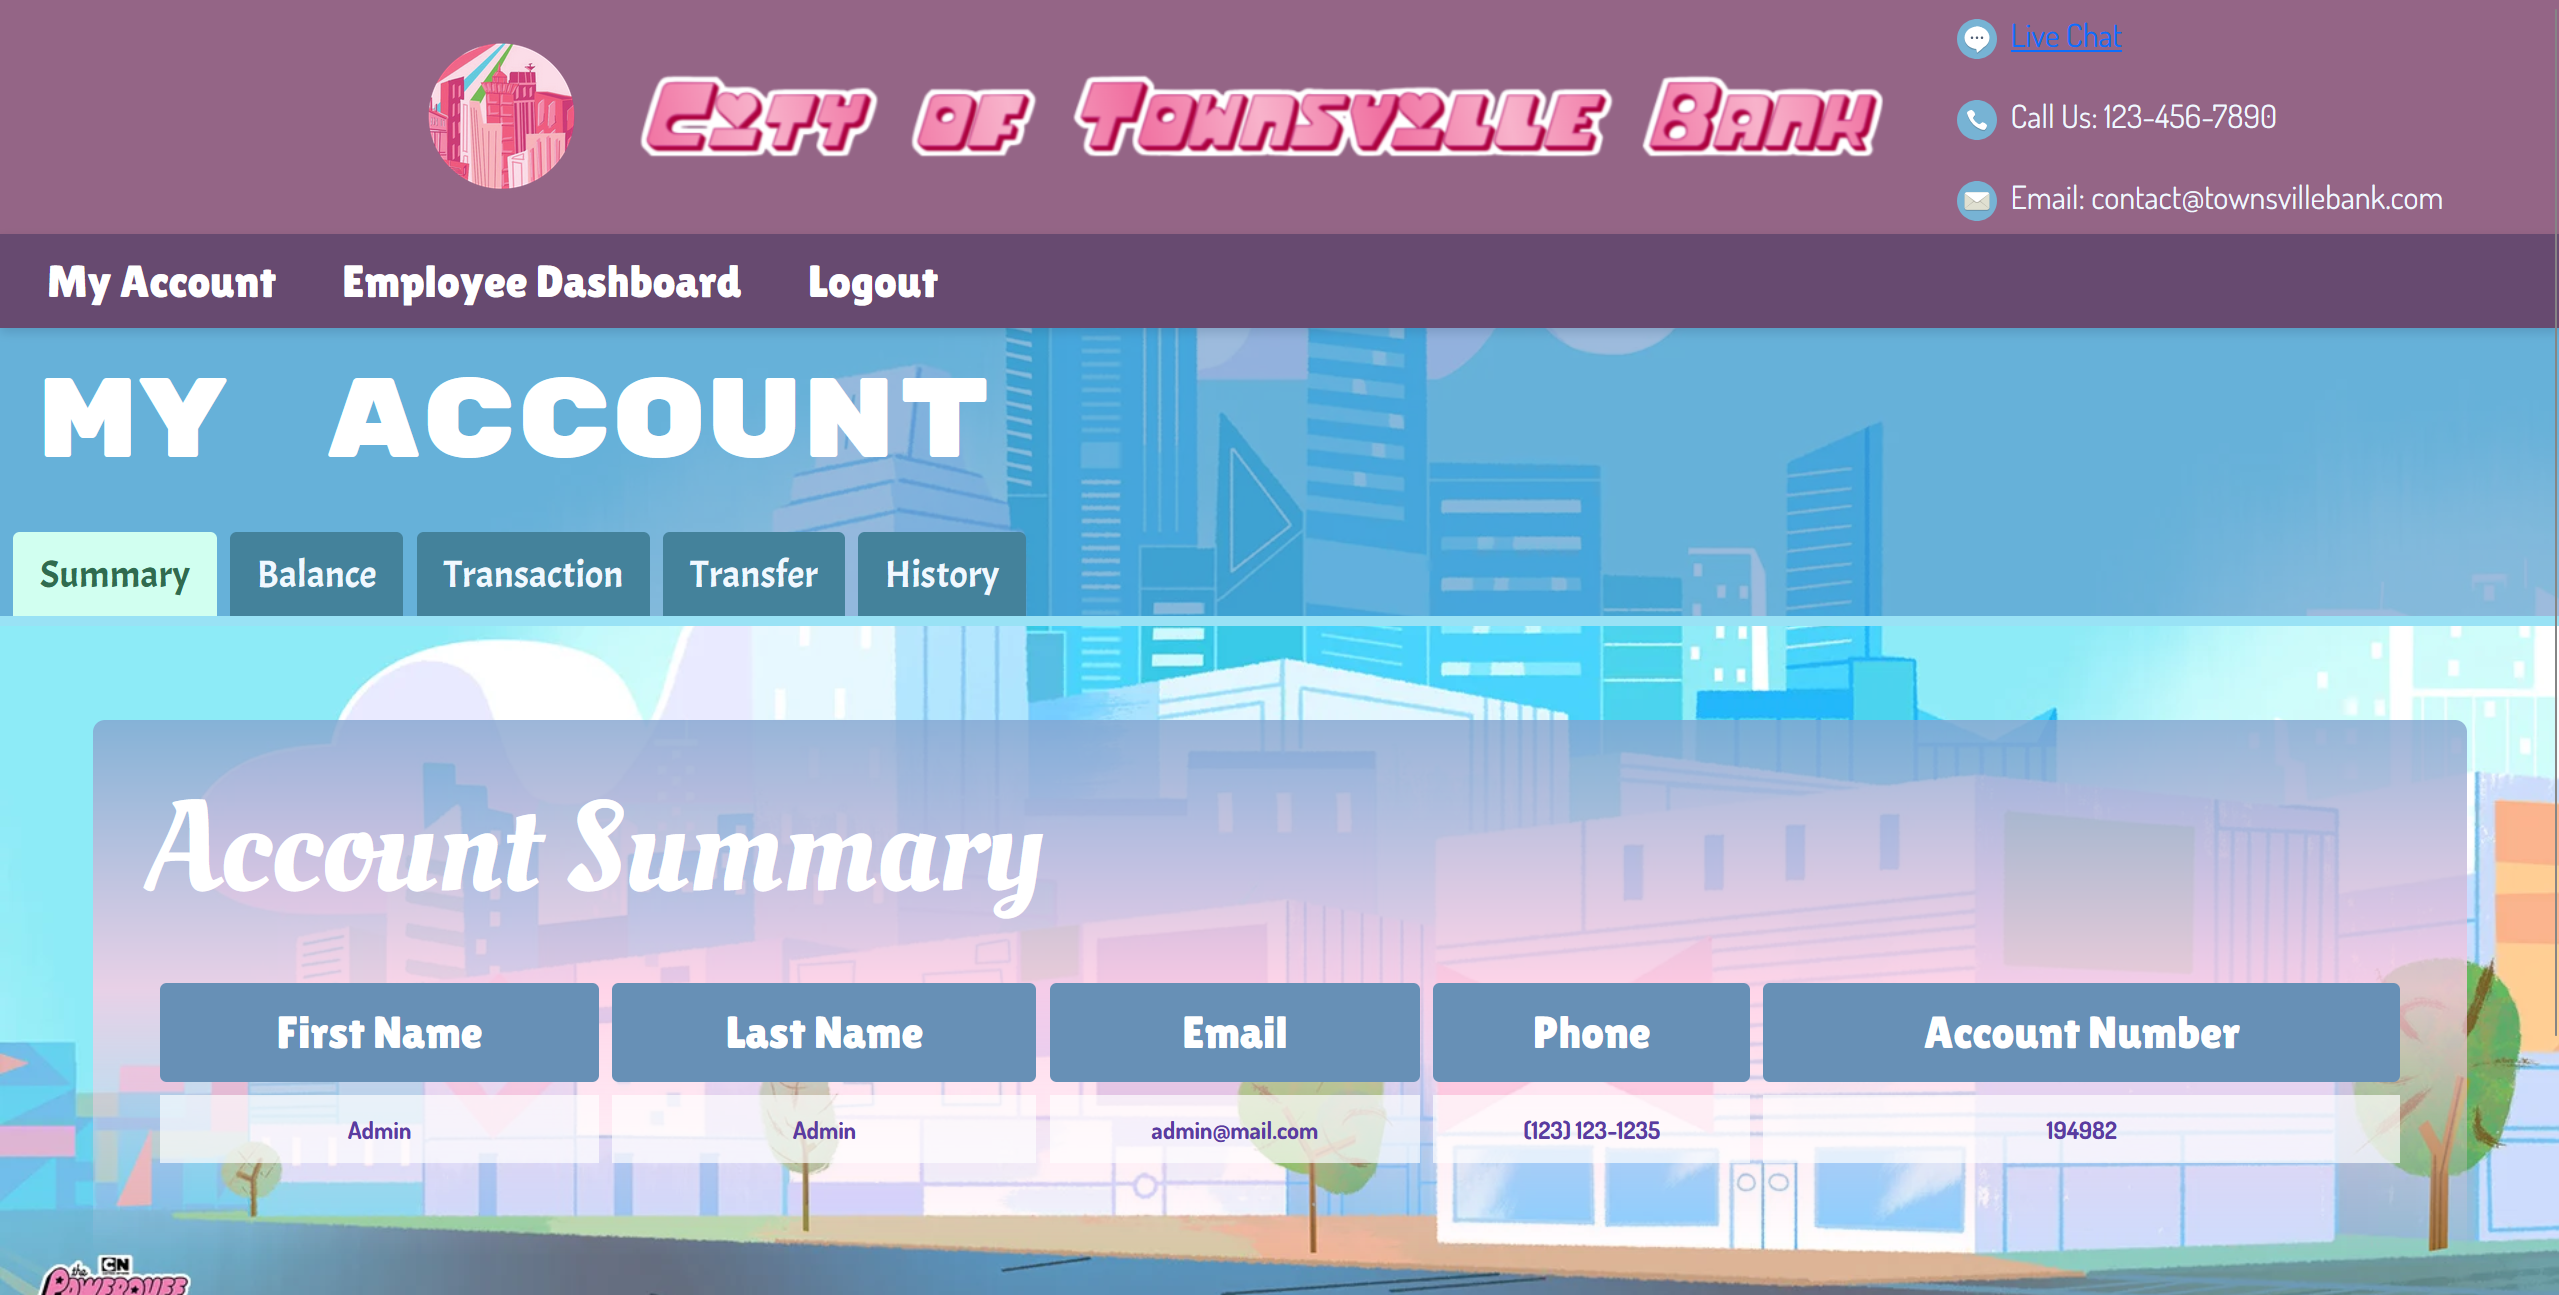 Live Chat
City of Townsville Bank
Call Us: 123-456-7890
Email: contact@townsvillebank.com
My Account Employee Dashboard Logout
MY ACCOUNT
Summary Balance Transaction Transfer History
Account Summary
First Name Last Name Email Phone Account Number
Admin Admin admin@mail.com (123) 123-1235 194982
CN
the